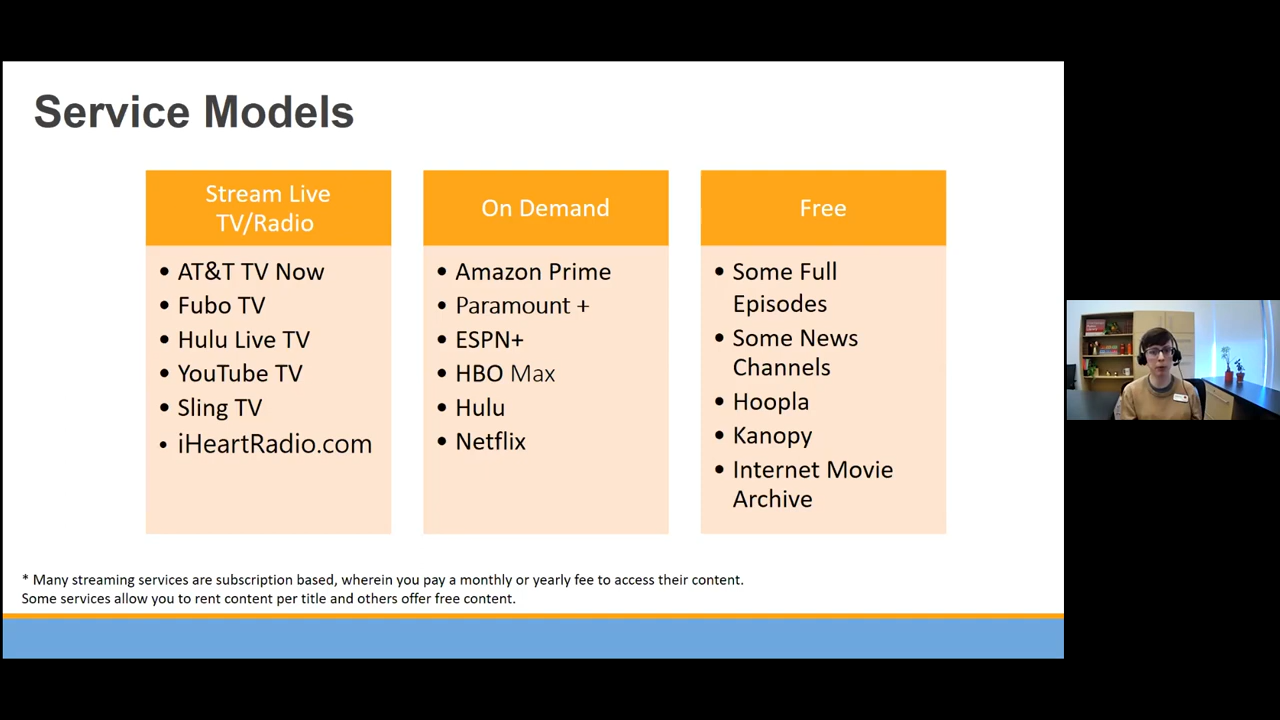 Service Models
Stream Live
TV/Radio
• AT&T TV Now
• Fubo TV
• Hulu Live TV
• YouTube TV
• Sling TV
• iHeartRadio.com
On Demand
• Amazon Prime
• Paramount +
• ESPN+
• HBO Max
• Hulu
• Netflix
Free
• Some Full
Episodes
• Some News
Channels
• Hoopla
• Kanopy
• Internet Movie
Archive
* Many streaming services are subscription based, wherein you pay a monthly or yearly fee to access their content.
Some services allow you to rent content per title and others offer free content.